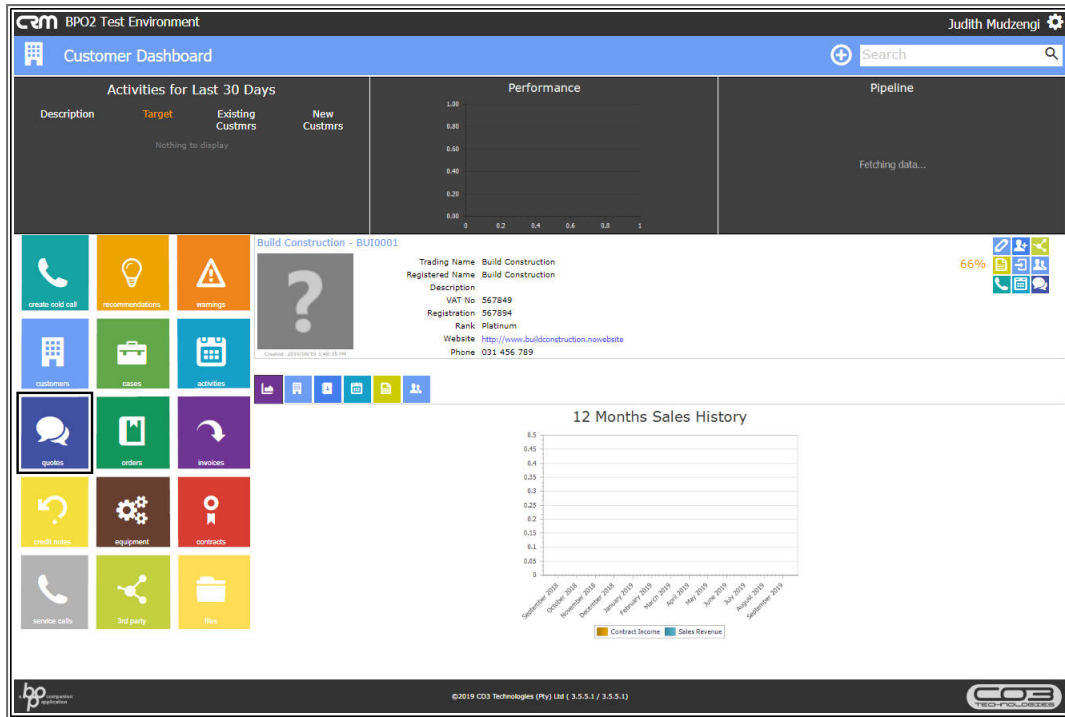 CRM BPO2 Test Environment
Judith Mudzengi
Customer Dashboard
Search
Activities for Last 30 Days
Description Target Existing Custmrs New Custmrs
Nothing to display
Performance
1.00
0.80
0.60
0.40
0.20
0.00
0 0.2 0.4 0.6 0.8 1
Pipeline
Fetching data...
create cold call recommendations warnings
customers cases activities
quotes orders invoices
credit notes equipment contracts
service calls 3rd party files
Build Construction - BUI0001
Trading Name Build Construction
Registered Name Build Construction
Description
VAT No 567849
Registration 567894
Rank Platinum
Website http://www.buildconstruction.nowebsite
Phone 031 456 789
66%
12 Months Sales History
0.5
0.45
0.4
0.35
0.3
0.25
0.2
0.15
0.1
0.05
0
September 2018 October 2018 November 2018 December 2018 January 2019 February 2019 March 2019 April 2019 May 2019 June 2019 July 2019 August 2019 September 2019
Contract Income Sales Revenue
a bp companion application
©2019 CO3 Technologies (Pty) Ltd ( 3.5.5.1 / 3.5.5.1)
CO3
TECHNOLOGIES